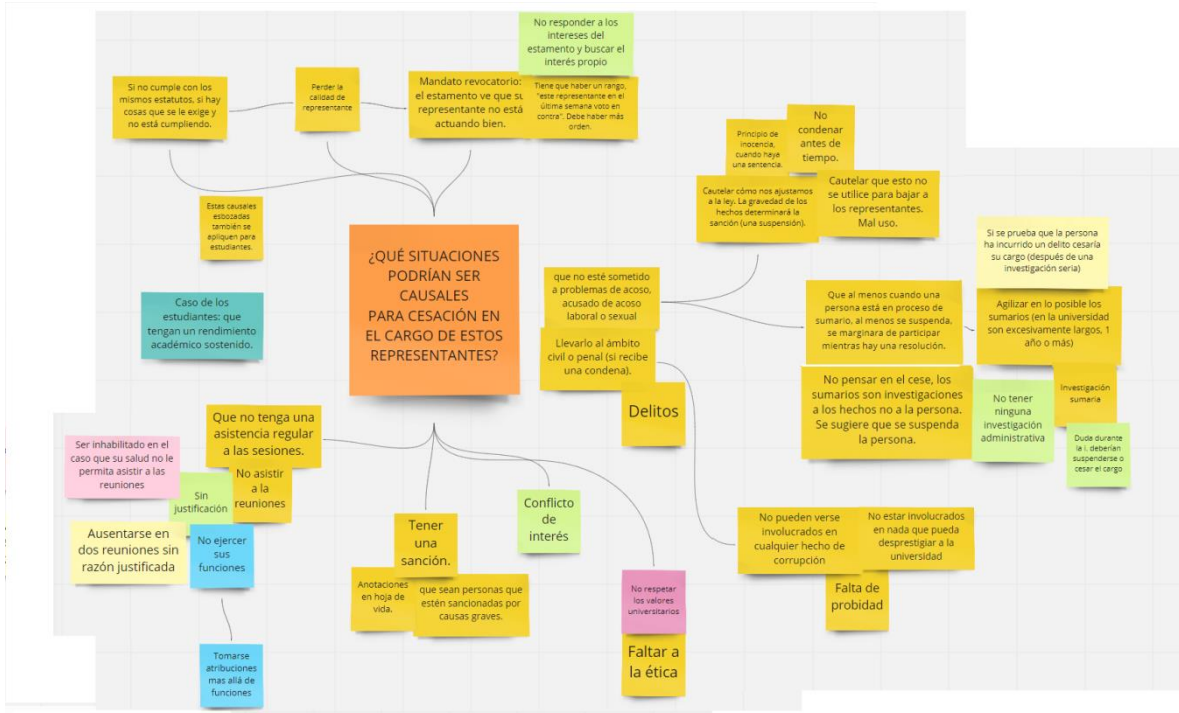 No responder a los
intereses del
estamento y buscar el
interés propio
Si no cumple con los
mismos estatutos, si hay
cosas que se le exige y
no está cumpliendo.
Perder la
calidad de
representante
Mandato revocatorio:
el estamento ve que su
representante no está
actuando bien.
Tiene que haber un rango,
"este representante en el
última semana voto en
contra". Debe haber más
orden.
Estas causales
esbozadas
también se
apliquen para
estudiantes.
Caso de los
estudiantes: que
tengan un rendimiento
académico sostenido.
¿QUÉ SITUACIONES
PODRÍAN SER
CAUSALES
PARA CESACIÓN EN
EL CARGO DE ESTOS
REPRESENTANTES?
Principio de
inocencia,
cuando haya
una sentencia.
No
condenar
antes de
tiempo.
Cautelar cómo nos ajustamos
a la ley. La gravedad de los
hechos determinará la
sanción (una suspensión).
Cautelar que esto no
se utilice para bajar a
los representantes.
Mal uso.
que no esté sometido
a problemas de acoso,
acusado de acoso
laboral o sexual
Llevarlo al ámbito
civil o penal (si recibe
una condena).
Delitos
Si se prueba que la persona
ha incurrido un delito cesaría
su cargo (después de una
investigación seria)
Que al menos cuando una
persona está en proceso de
sumario, al menos se suspenda,
se marginara de participar
mientras hay una resolución.
Agilizar en lo posible los
sumarios (en la universidad
son excesivamente largos, 1
año o más)
No pensar en el cese, los
sumarios son investigaciones
a los hechos no a la persona.
Se sugiere que se suspenda
la persona.
No tener
ninguna
investigación
administrativa
Investigación
sumaria
Duda durante
la i. deberían
suspenderse o
cesar el cargo
Que no tenga una
asistencia regular
a las sesiones.
Ser inhabilitado en el
caso que su salud no le
permita asistir a las
reuniones
Sin
justificación
No asistir
a la
reuniones
Ausentarse en
dos reuniones sin
razón justificada
No ejercer
sus
funciones
Tomarse
atribuciones
mas allá de
funciones
Tener
una
sanción.
Anotaciones
en hoja de
vida.
que sean personas que
estén sancionadas por
causas graves.
Conflicto
de
interés
No respetar
los valores
universitarios
Faltar a
la ética
No pueden verse
involucrados en
cualquier hecho de
corrupción
No estar involucrados
en nada que pueda
desprestigiar a la
universidad
Falta de
probidad